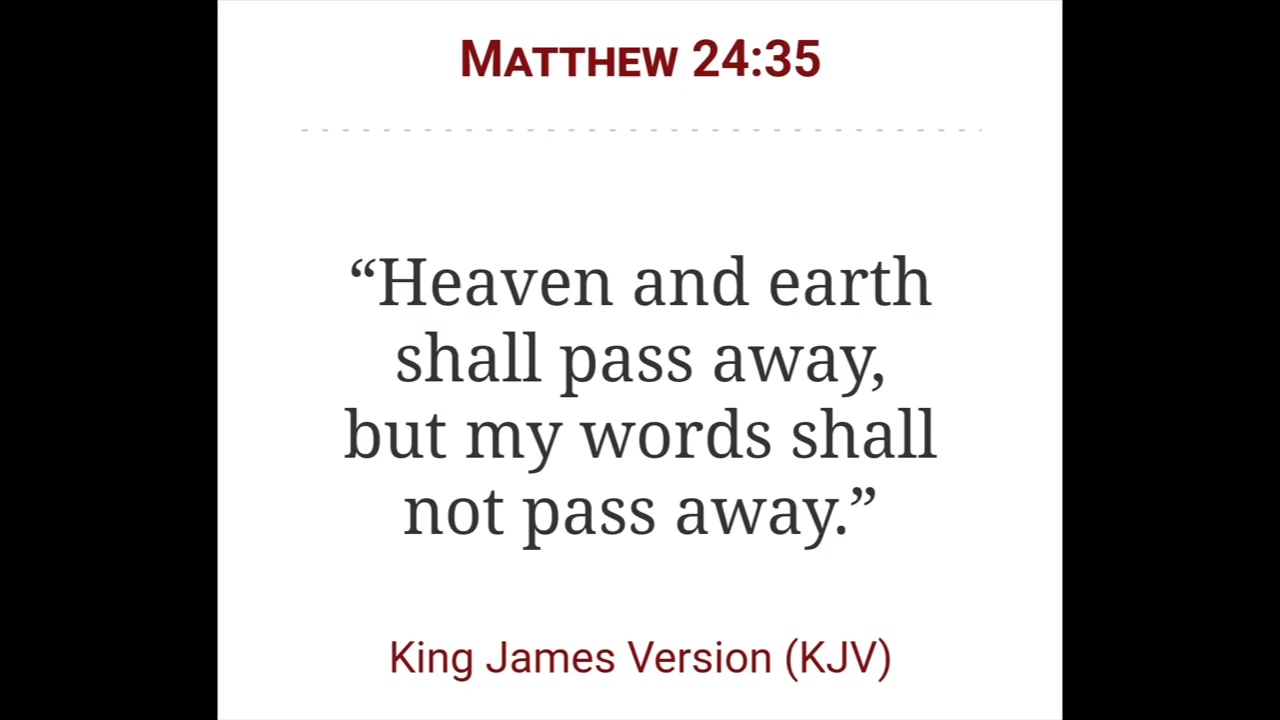 MATTHEW 24:35
“Heaven and earth
shall pass away,
but my words shall
not pass away.”
King James Version (KJV)